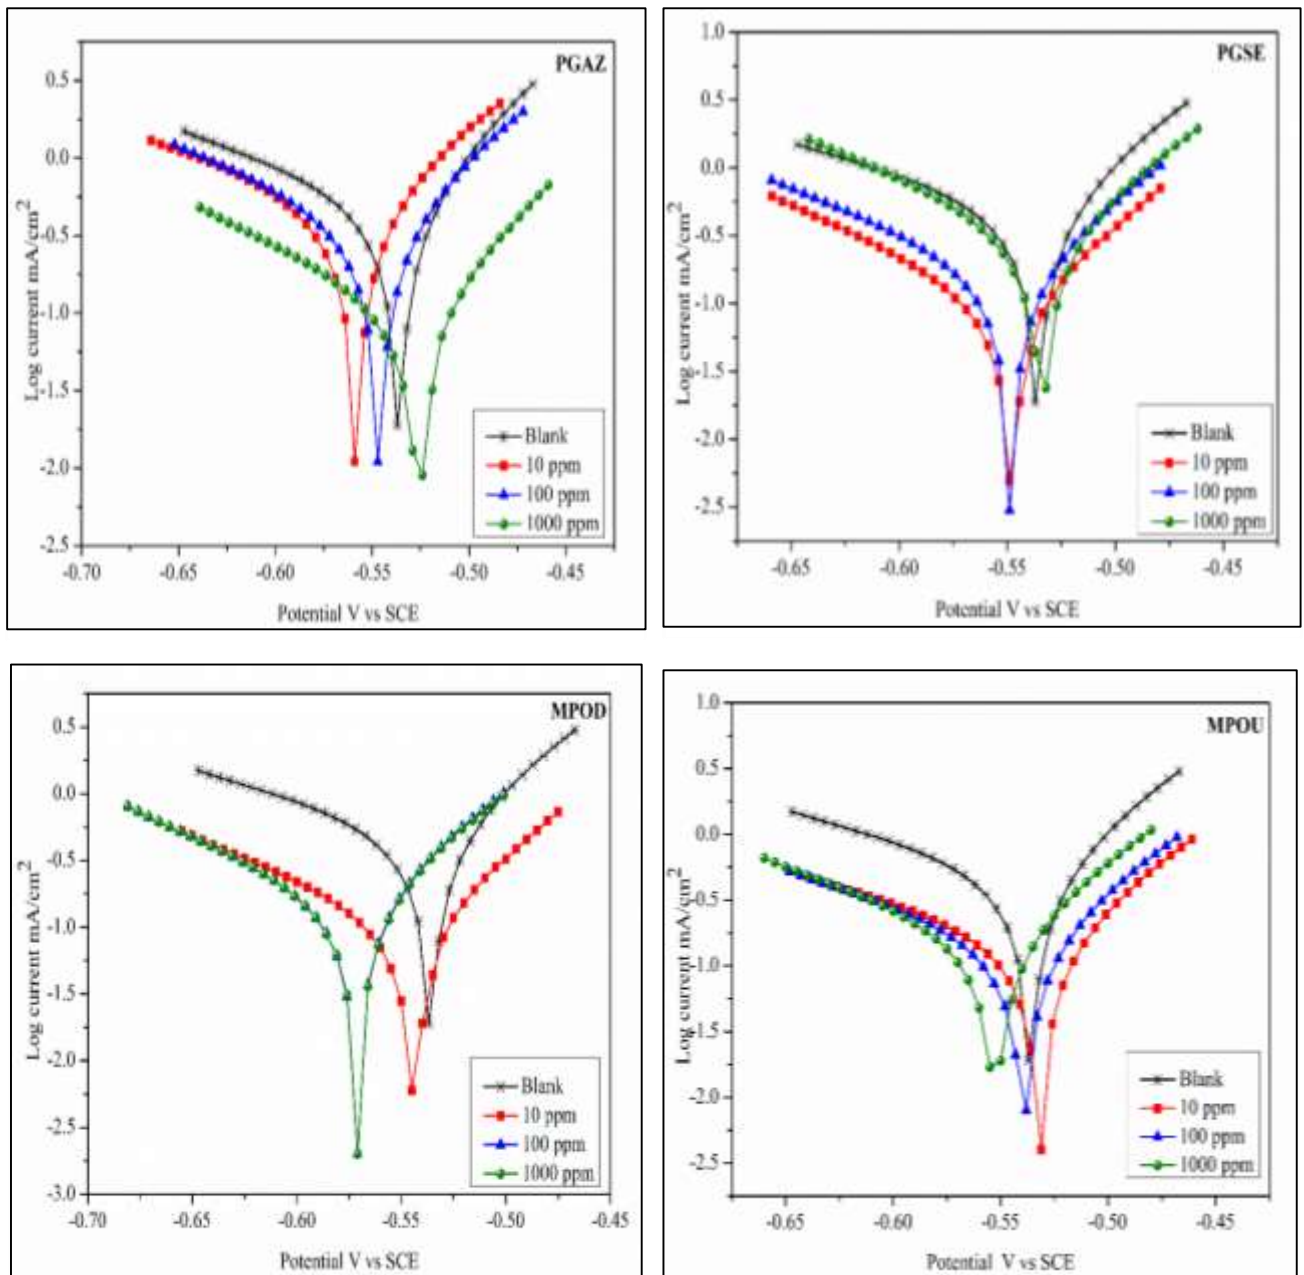 PGAZ
0.5
0.0
-0.5
-1.0
-1.5
-2.0
-2.5
Log current mA/cm2
Blank
10 ppm
100 ppm
1000 ppm
-0.70 -0.65 -0.60 -0.55 -0.50 -0.45
Potential V vs SCE
PGSE
1.0
0.5
0.0
-0.5
-1.0
-1.5
-2.0
-2.5
Log current mA/cm2
Blank
10 ppm
100 ppm
1000 ppm
-0.65 -0.60 -0.55 -0.50 -0.45
Potential V vs SCE
MPOD
0.5
0.0
-0.5
-1.0
-1.5
-2.0
-2.5
-3.0
Log current mA/cm2
Blank
10 ppm
100 ppm
1000 ppm
-0.70 -0.65 -0.60 -0.55 -0.50 -0.45
Potential V vs SCE
MPOU
1.0
0.5
0.0
-0.5
-1.0
-1.5
-2.0
-2.5
Log current mA/cm2
Blank
10 ppm
100 ppm
1000 ppm
-0.65 -0.60 -0.55 -0.50 -0.45
Potential V vs SCE